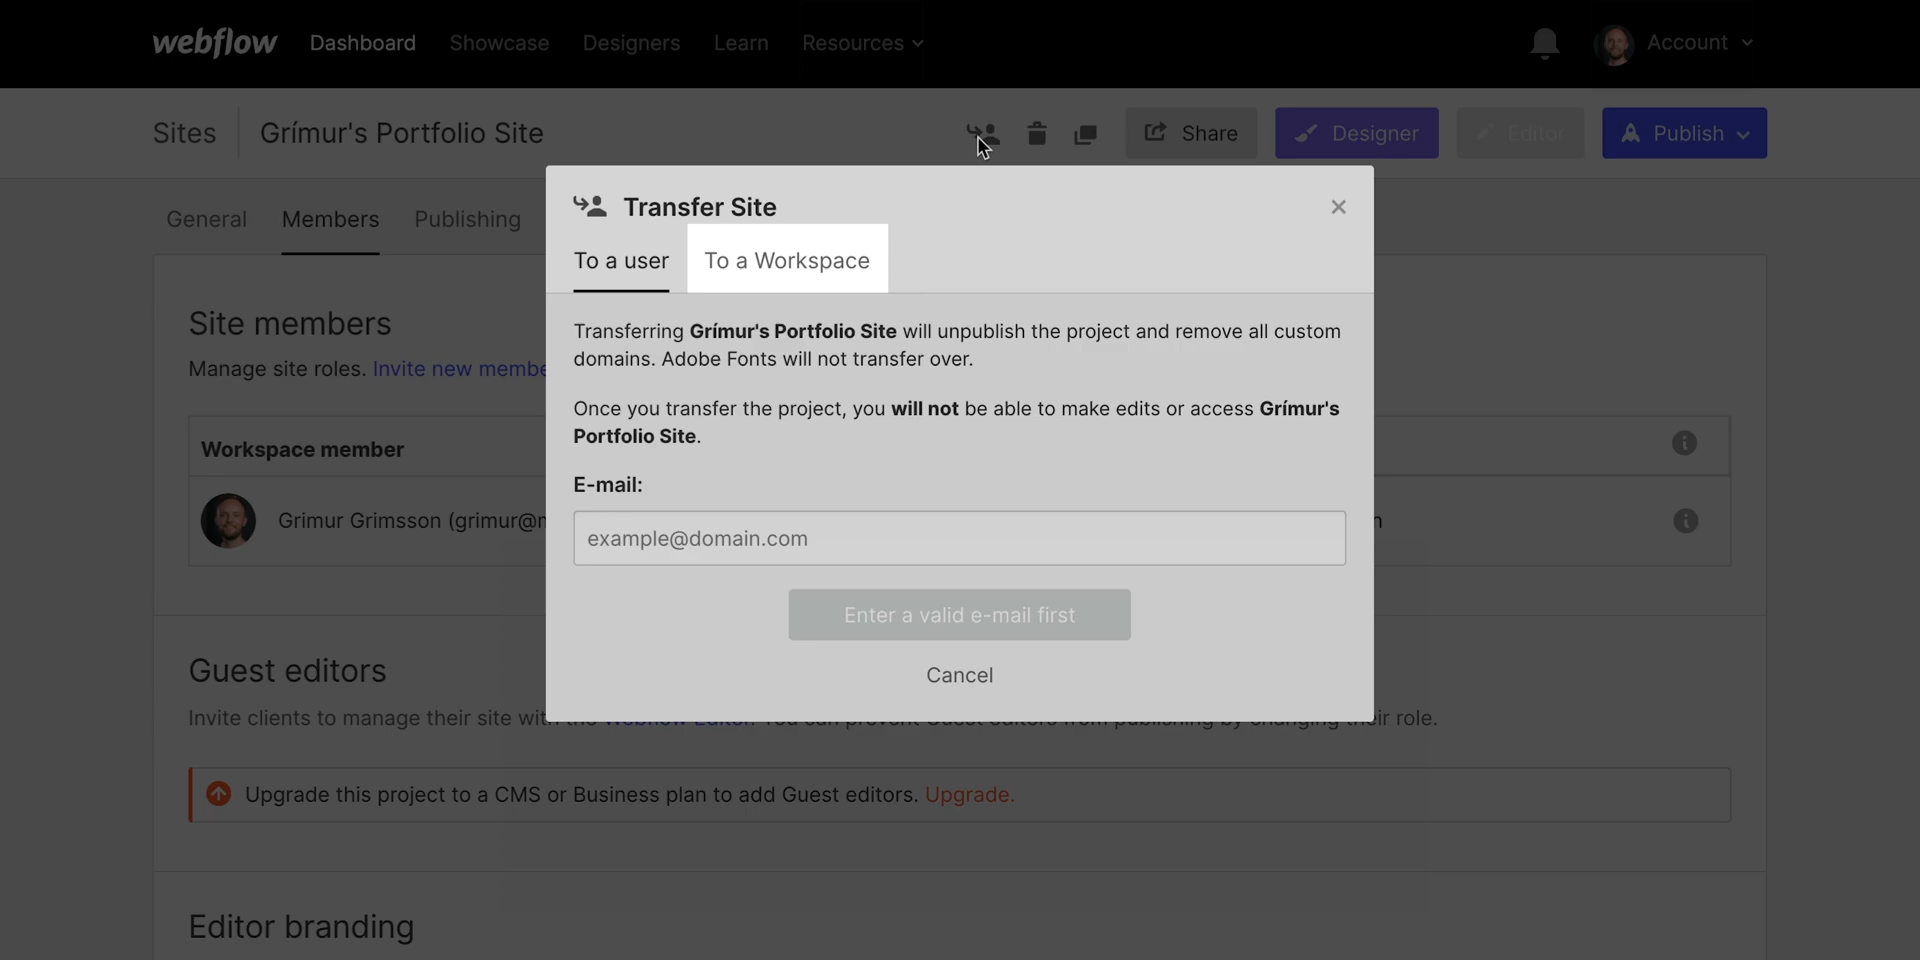 webflow Dashboard Showcase Designers Learn Resources Account
Sites Grímur's Portfolio Site Share Designer Editor Publish
General Members Publishing
Transfer Site
To a user To a Workspace
Transferring Grímur's Portfolio Site will unpublish the project and remove all custom
domains. Adobe Fonts will not transfer over.
Once you transfer the project, you will not be able to make edits or access Grímur's
Portfolio Site.
E-mail:
example@domain.com
Enter a valid e-mail first
Cancel
Site members
Manage site roles. Invite new
Workspace member
Grimur Grimsson
Guest editors
Invite clients to manage their site with the Webflow Editor. You can prevent Guest editors from publishing by changing their role.
Upgrade this project to a CMS or Business plan to add Guest editors. Upgrade.
Editor branding